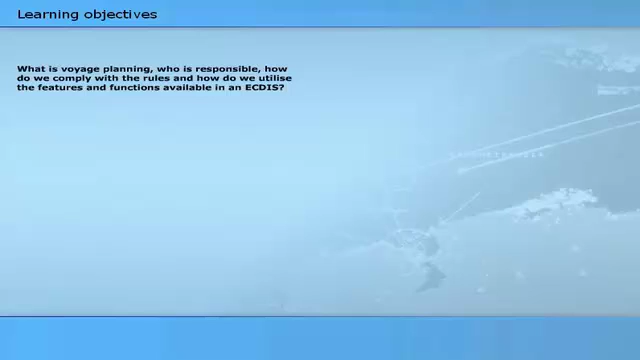 Learning objectives
What is voyage planning, who is responsible, how
do we comply with the rules and how do we utilise
the features and functions available in an ECDIS?